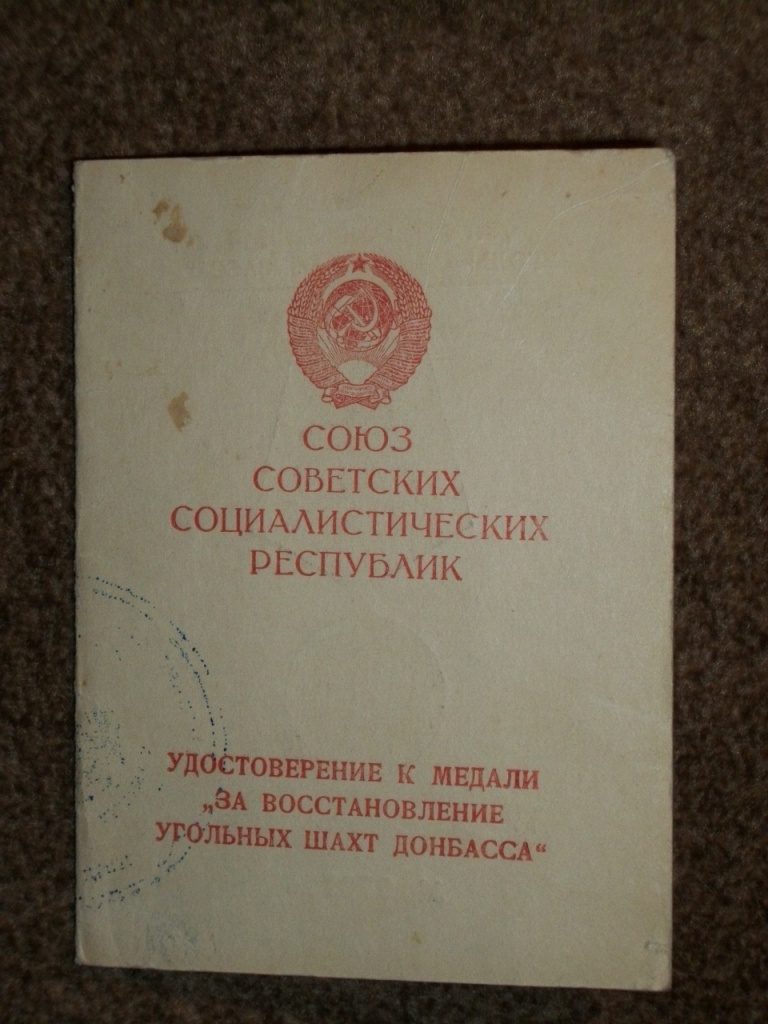 СОЮЗ
СОВЕТСКИХ
СОЦИАЛИСТИЧЕСКИХ
РЕСПУБЛИК
УДОСТОВЕРЕНИЕ К МЕДАЛИ
„ЗА ВОССТАНОВЛЕНИЕ
УГОЛЬНЫХ ШАХТ ДОНБАССА“